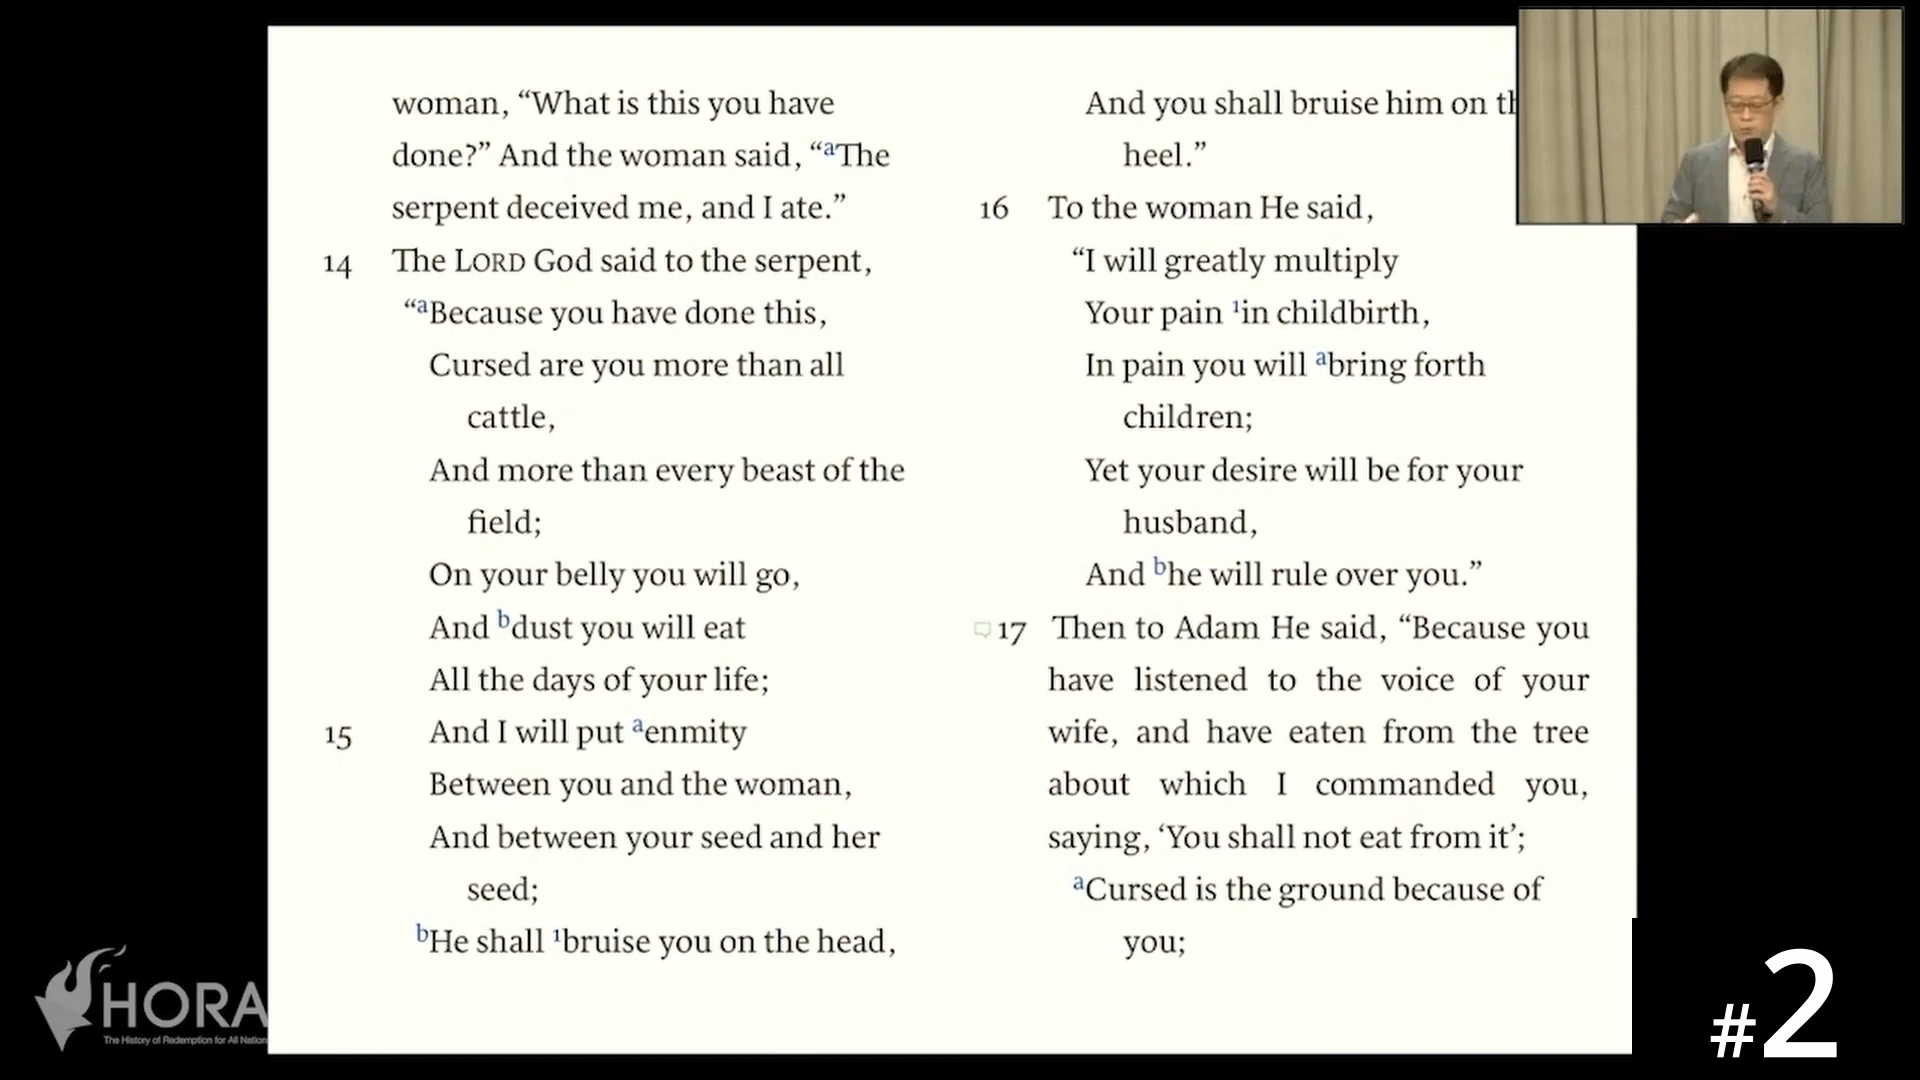 woman, “What is this you have
done?” And the woman said, “aThe
serpent deceived me, and I ate.”
14 The LORD God said to the serpent,
“aBecause you have done this,
Cursed are you more than all
cattle,
And more than every beast of the
field;
On your belly you will go,
And bdust you will eat
All the days of your life;
15 And I will put aenmity
Between you and the woman,
And between your seed and her
seed;
bHe shall 1bruise you on the head,
And you shall bruise him on th
heel.”
16 To the woman He said,
“I will greatly multiply
Your pain 1in childbirth,
In pain you will abring forth
children;
Yet your desire will be for your
husband,
And bhe will rule over you.”
17 Then to Adam He said, “Because you
have listened to the voice of your
wife, and have eaten from the tree
about which I commanded you,
saying, ‘You shall not eat from it’;
aCursed is the ground because of
you;
HORA
The History of Redemption for All Nation
#2